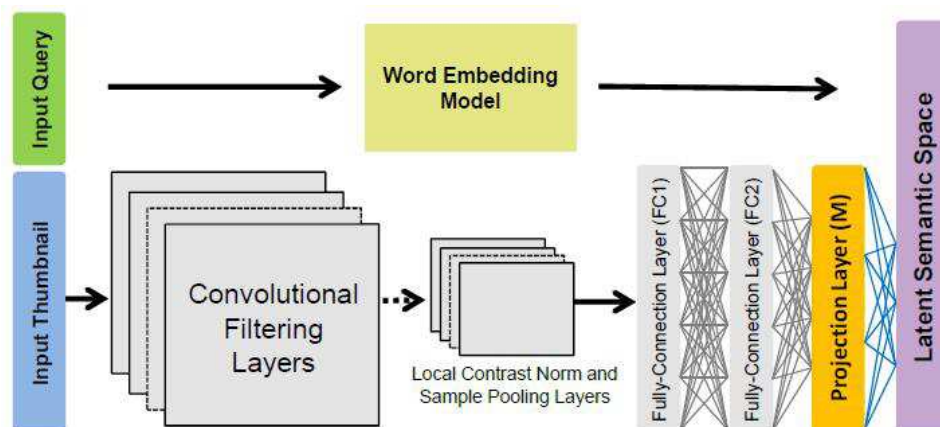 Input Query
Word Embedding
Model
Latent Semantic Space
Input Thumbnail
Convolutional
Filtering
Layers
Local Contrast Norm and
Sample Pooling Layers
Fully-Connection Layer (FC1)
Fully-Connection Layer (FC2)
Projection Layer (M)